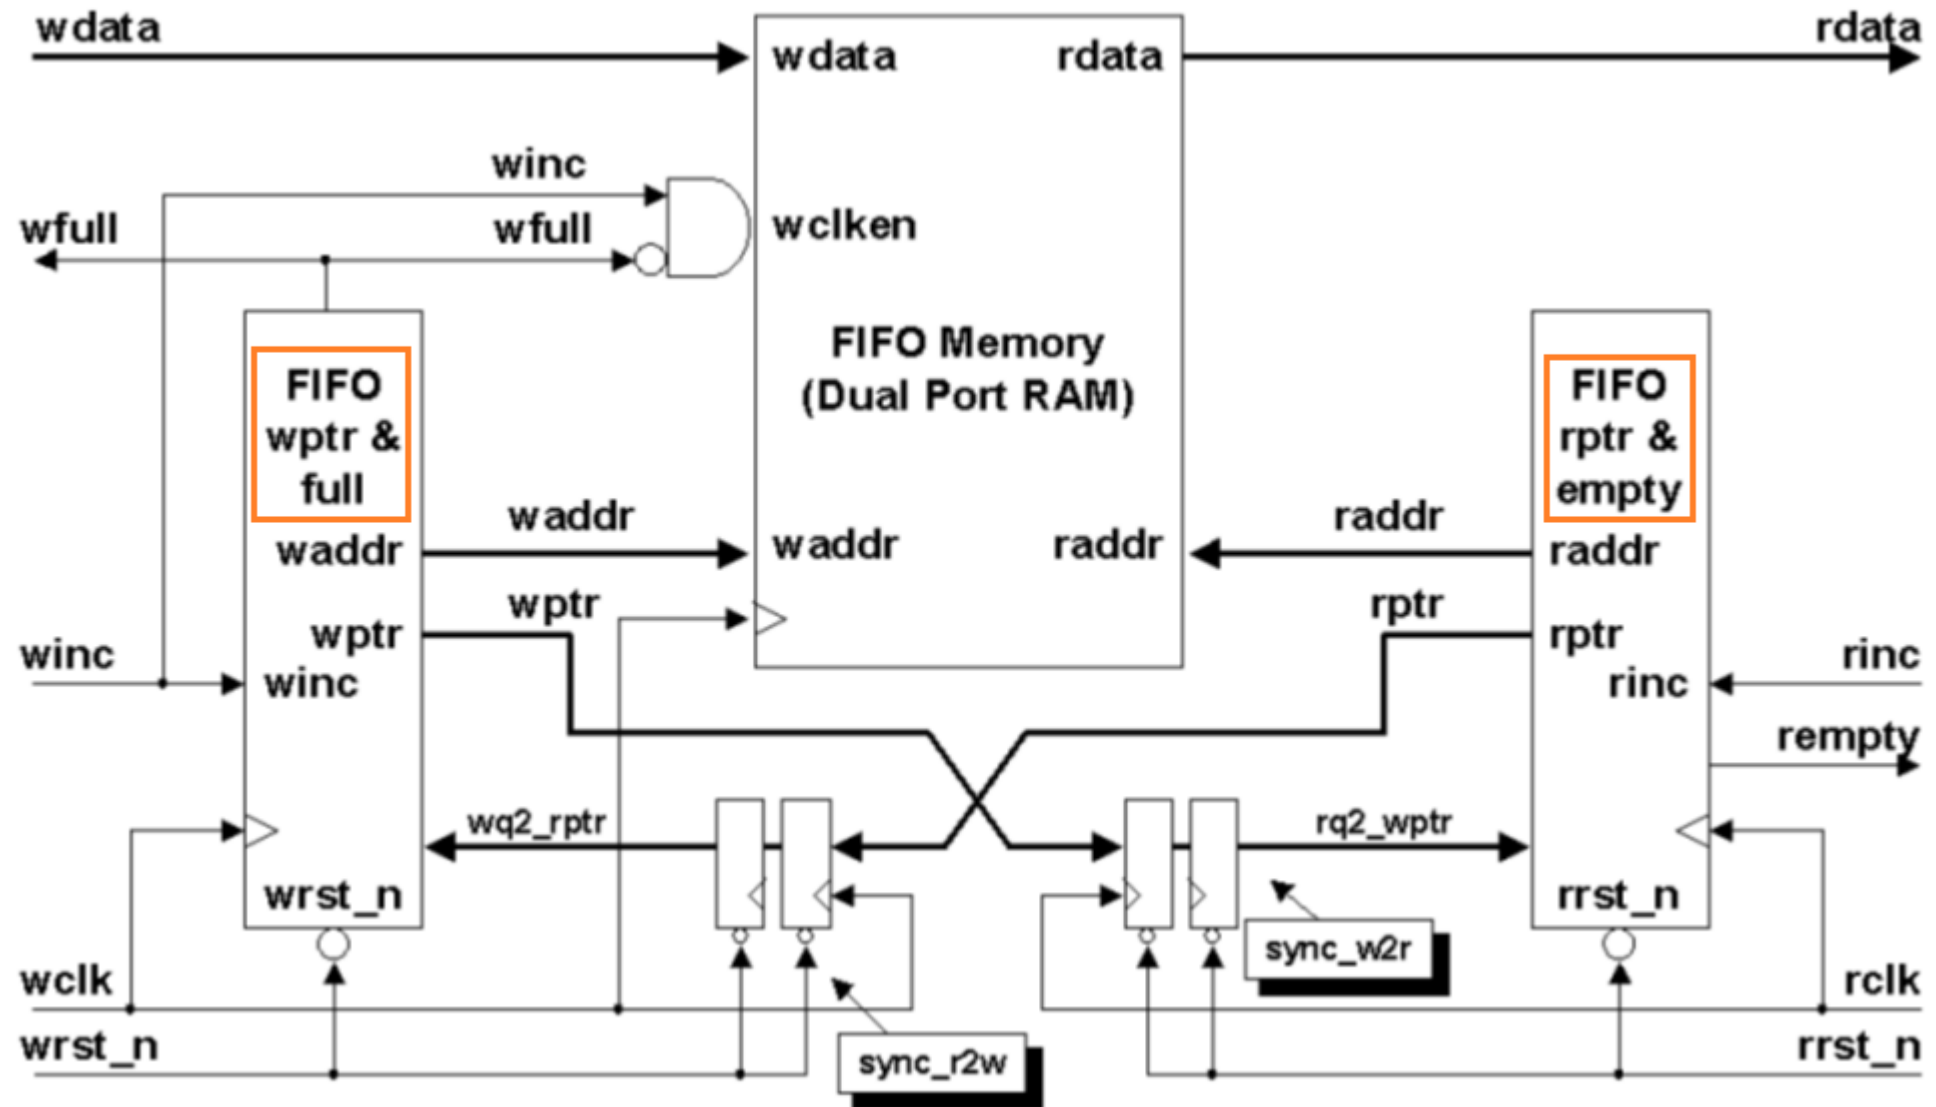 wdata
rdata
wdata
rdata
winc
wfull
wfull
wclken
FIFO Memory
(Dual Port RAM)
FIFO
wptr &
full
FIFO
rptr &
empty
waddr
waddr
waddr
raddr
raddr
raddr
wptr
wptr
rptr
rptr
winc
winc
rinc
rinc
rempty
wq2_rptr
rq2_wptr
wrst_n
rrst_n
sync_w2r
wclk
rclk
wrst_n
sync_r2w
rrst_n